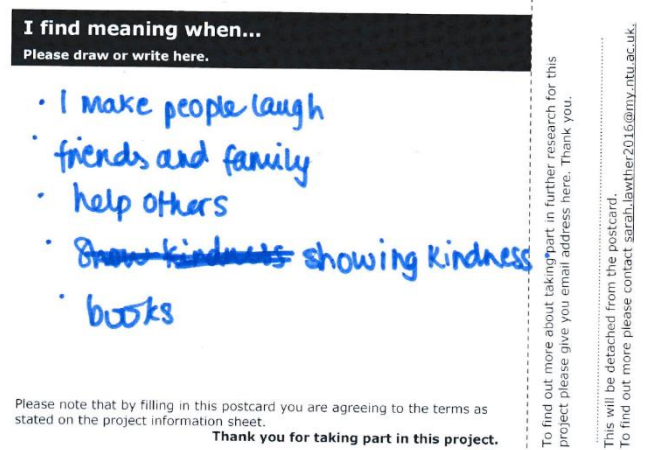 I find meaning when...
Please draw or write here.
• I make people laugh
• friends and family
• help others
• Show kindness showing kindness
• books
Please note that by filling in this postcard you are agreeing to the terms as
stated on the project information sheet.
Thank you for taking part in this project.
To find out more about taking part in further research for this
project please give you email address here. Thank you.
This will be detached from the postcard.
To find out more please contact sarah.lawther2016@my.ntu.ac.uk.